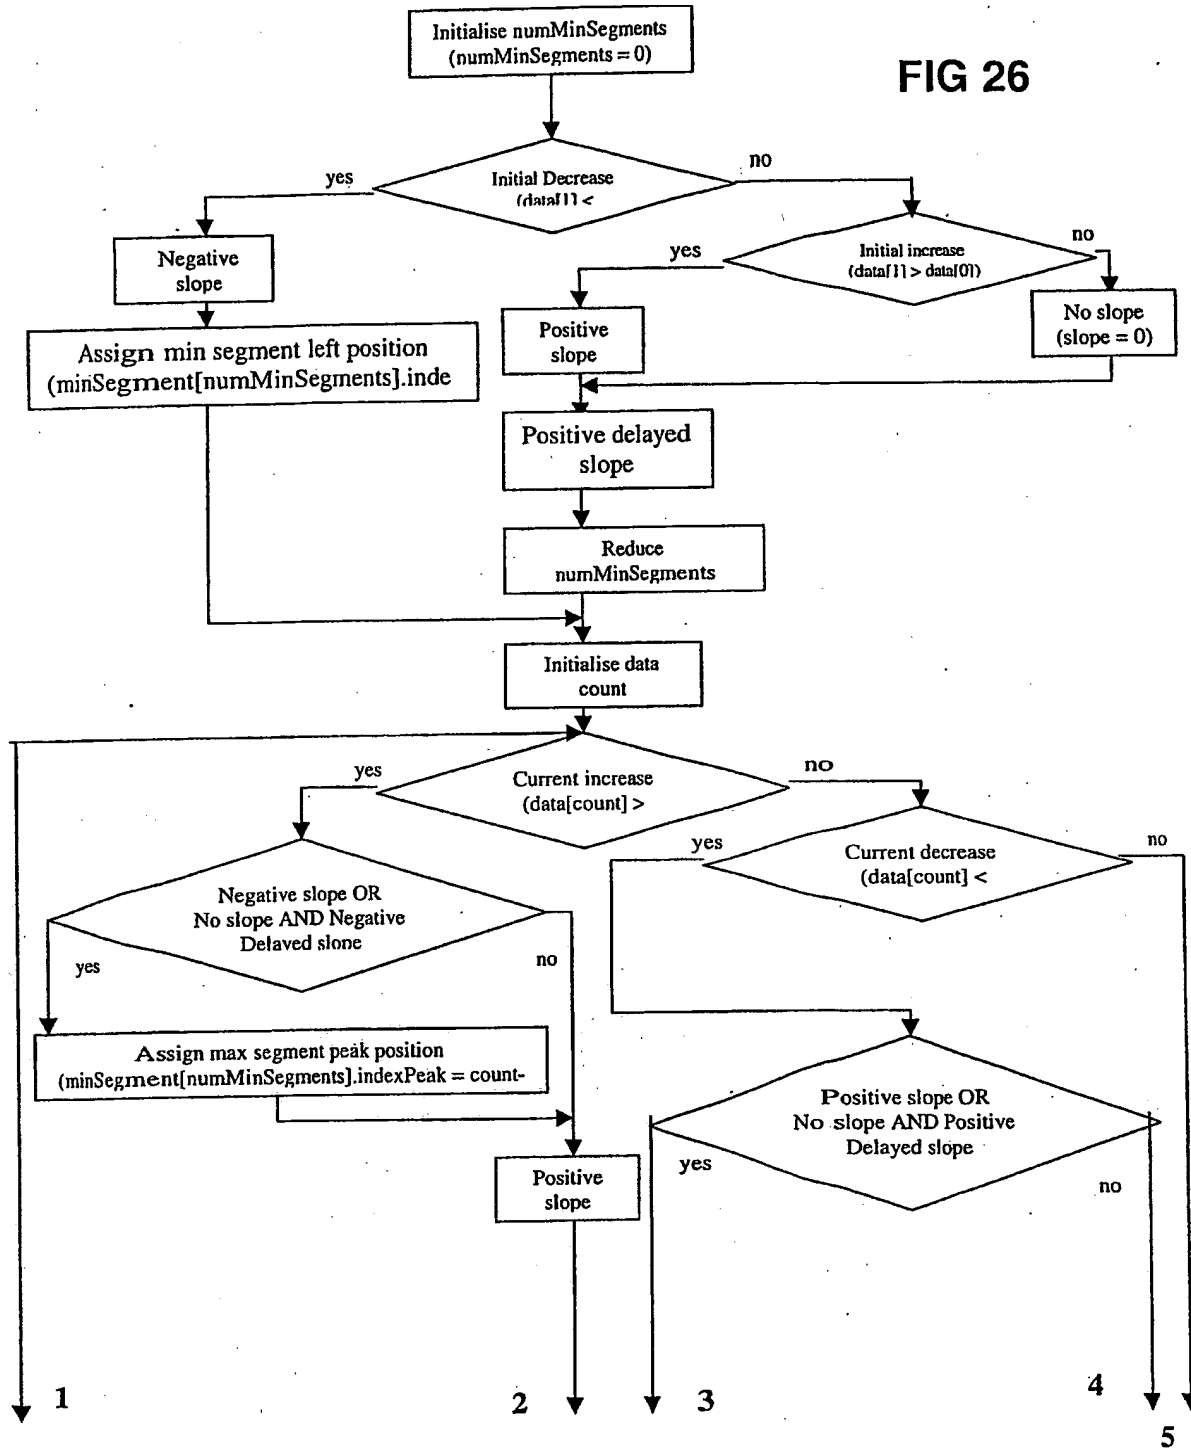 Initialise numMinSegments
(numMinSegments = 0)
FIG 26
yes
Initial Decrease
(data[1] <
no
Negative
slope
yes
Initial increase
(data[1] > data[0])
no
Positive
slope
No slope
(slope = 0)
Assign min segment left position
(minSegment[numMinSegments].inde
Positive delayed
slope
Reduce
numMinSegments
Initialise data
count
yes
Current increase
(data[count] >
no
yes
Current decrease
(data[count] <
no
Negative slope OR
No slope AND Negative
Delayed slope
yes
no
Assign max segment peak position
(minSegment[numMinSegments].indexPeak = count-
Positive slope OR
No slope AND Positive
Delayed slope
yes
no
Positive
slope
1
2
3
4
5